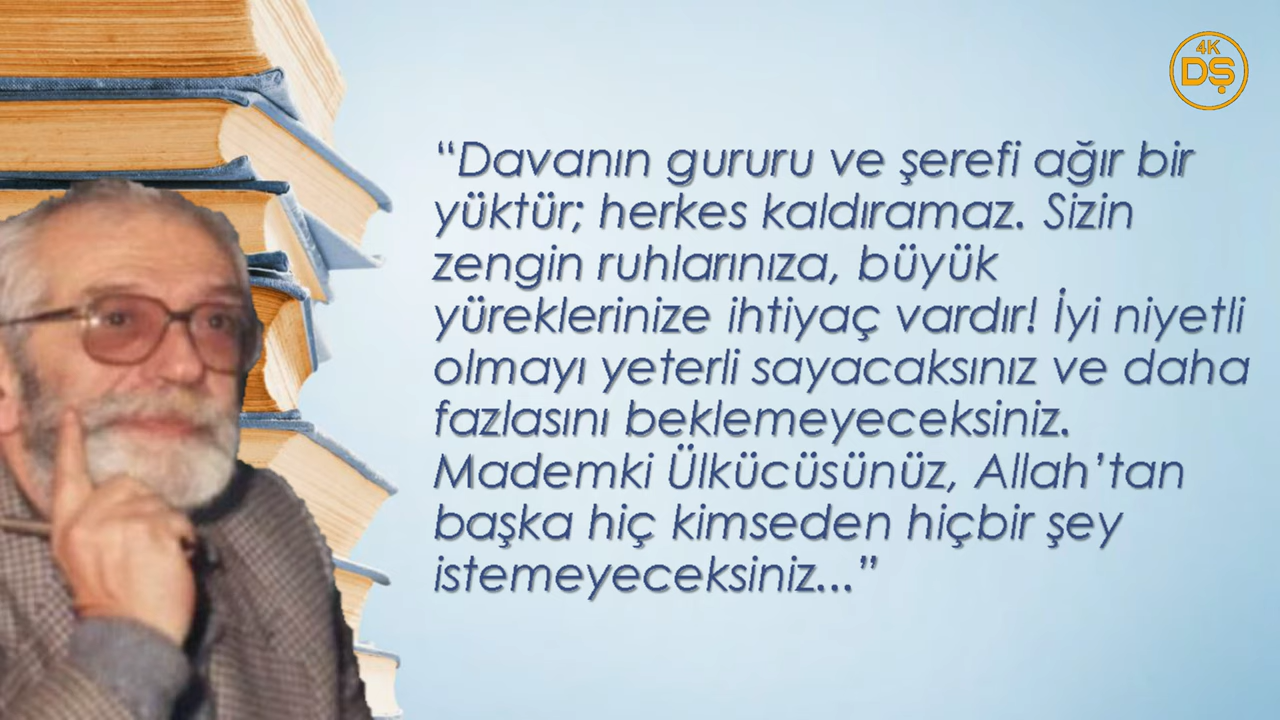 4K
DŞ
“Davanın gururu ve şerefi ağır bir
yüktür; herkes kaldıramaz. Sizin
zengin ruhlarınıza, büyük
yüreklerinize ihtiyaç vardır! İyi niyetli
olmayı yeterli sayacaksınız ve daha
fazlasını beklemeyeceksiniz.
Mademki Ülkücüsünüz, Allah’tan
başka hiç kimseden hiçbir şey
istemeyeceksiniz...”